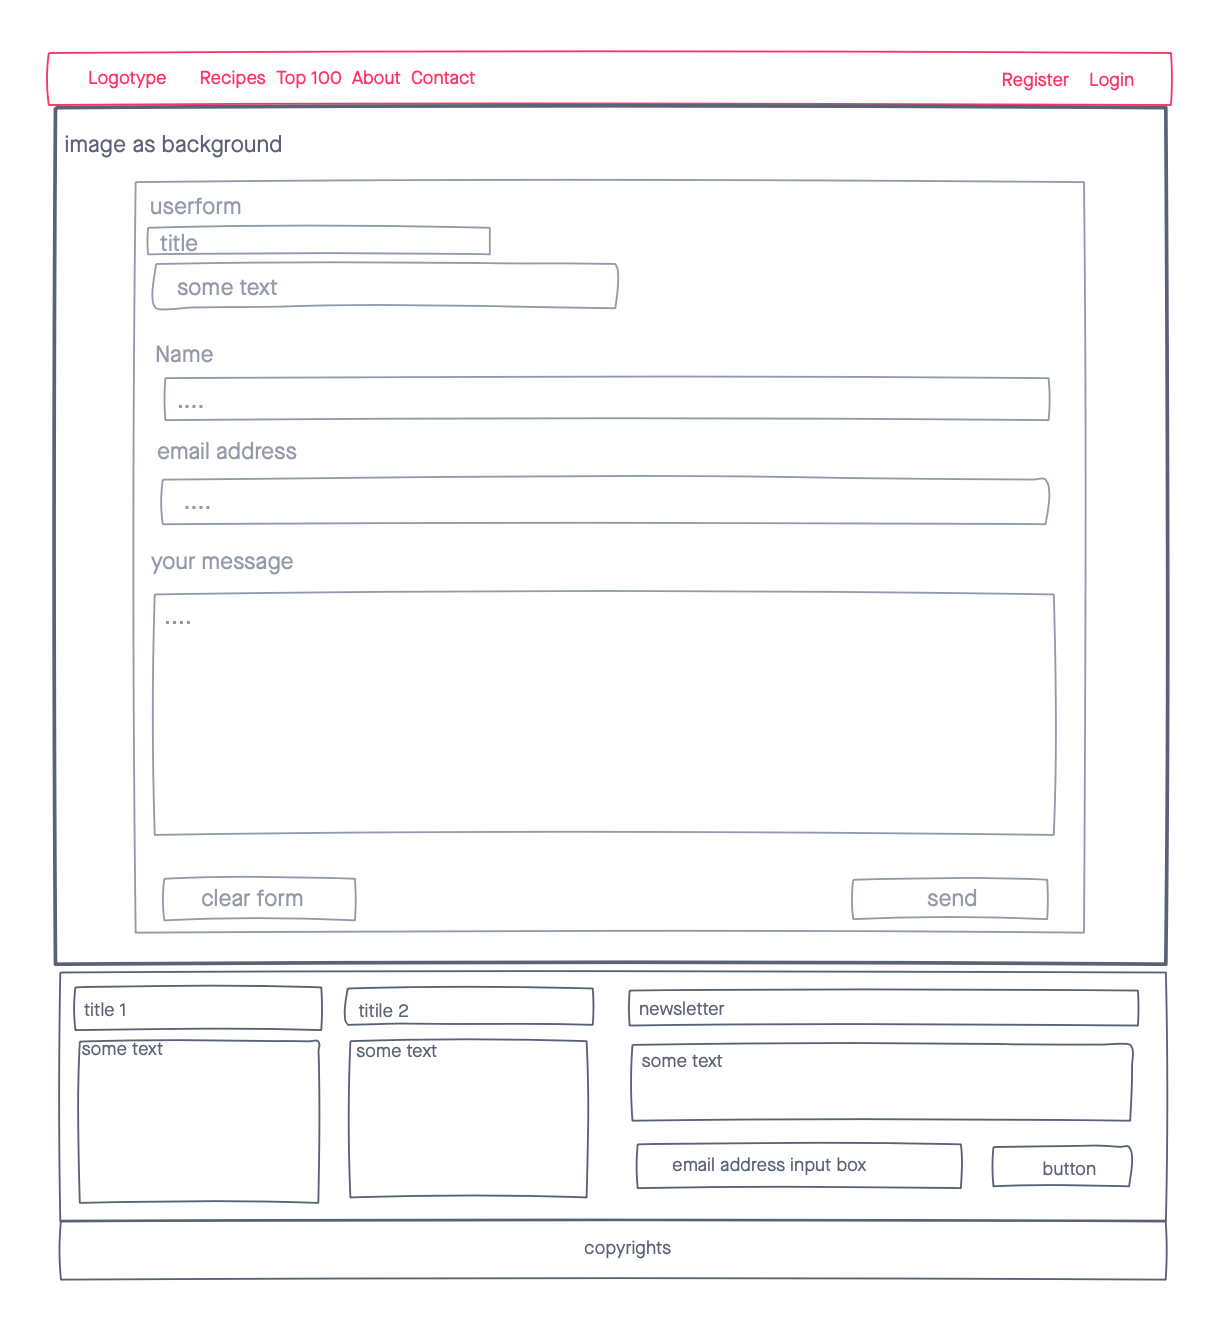 Logotype Recipes Top 100 About Contact Register Login
image as background
userform
title
some text
Name
....
email address
....
your message
....
clear form send
title 1 titile 2 newsletter
some text some text some text
email address input box button
copyrights